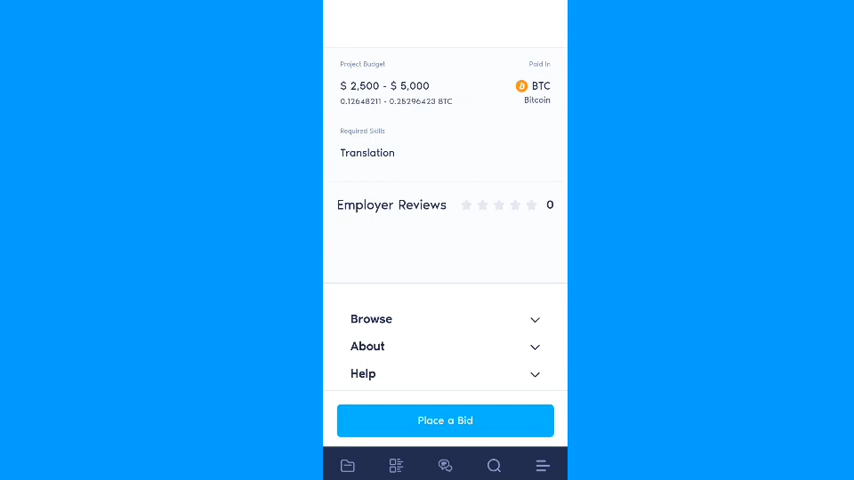 Project Budget
Paid In
$ 2,500 - $ 5,000
BTC
0.12648211 - 0.25296423 BTC
Bitcoin
Required Skills
Translation
Employer Reviews 0
Browse
About
Help
Place a Bid